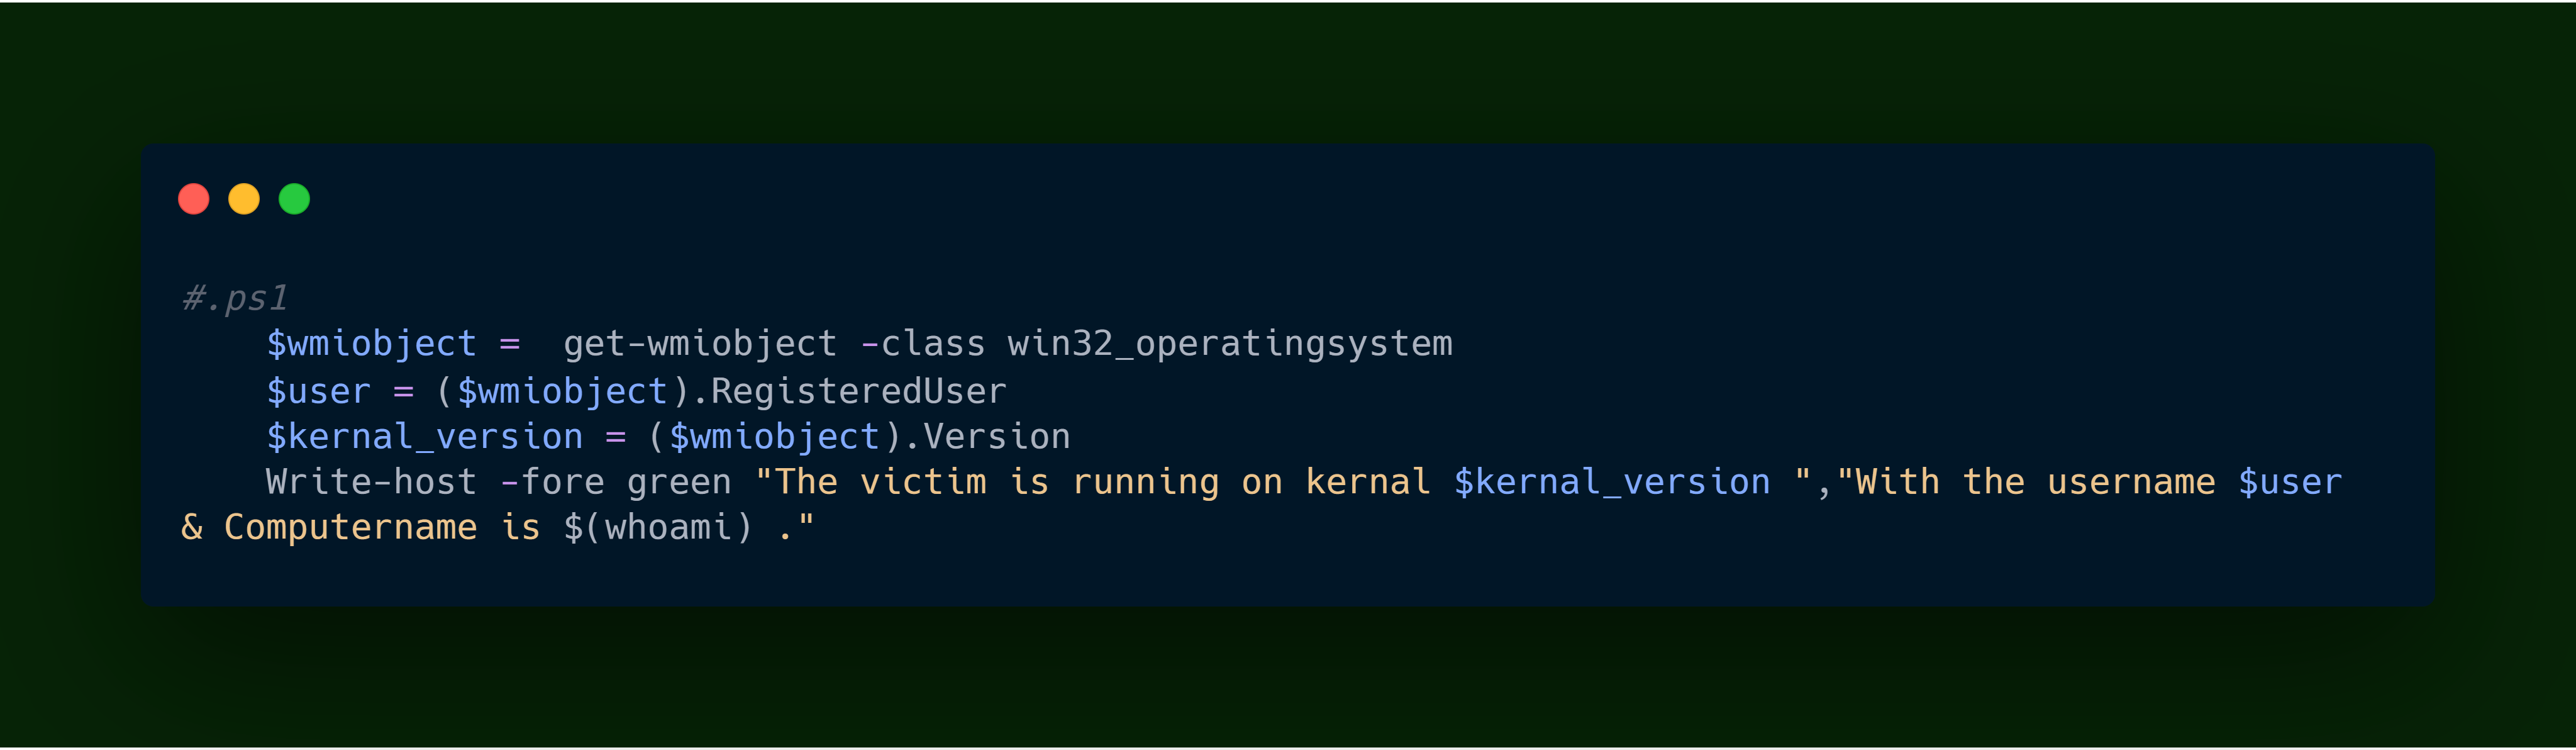 #.ps1
    $wmiobject =  get-wmiobject -class win32_operatingsystem
    $user = ($wmiobject).RegisteredUser
    $kernal_version = ($wmiobject).Version
    Write-host -fore green "The victim is running on kernal $kernal_version ","With the username $user
& Computername is $(whoami) ."